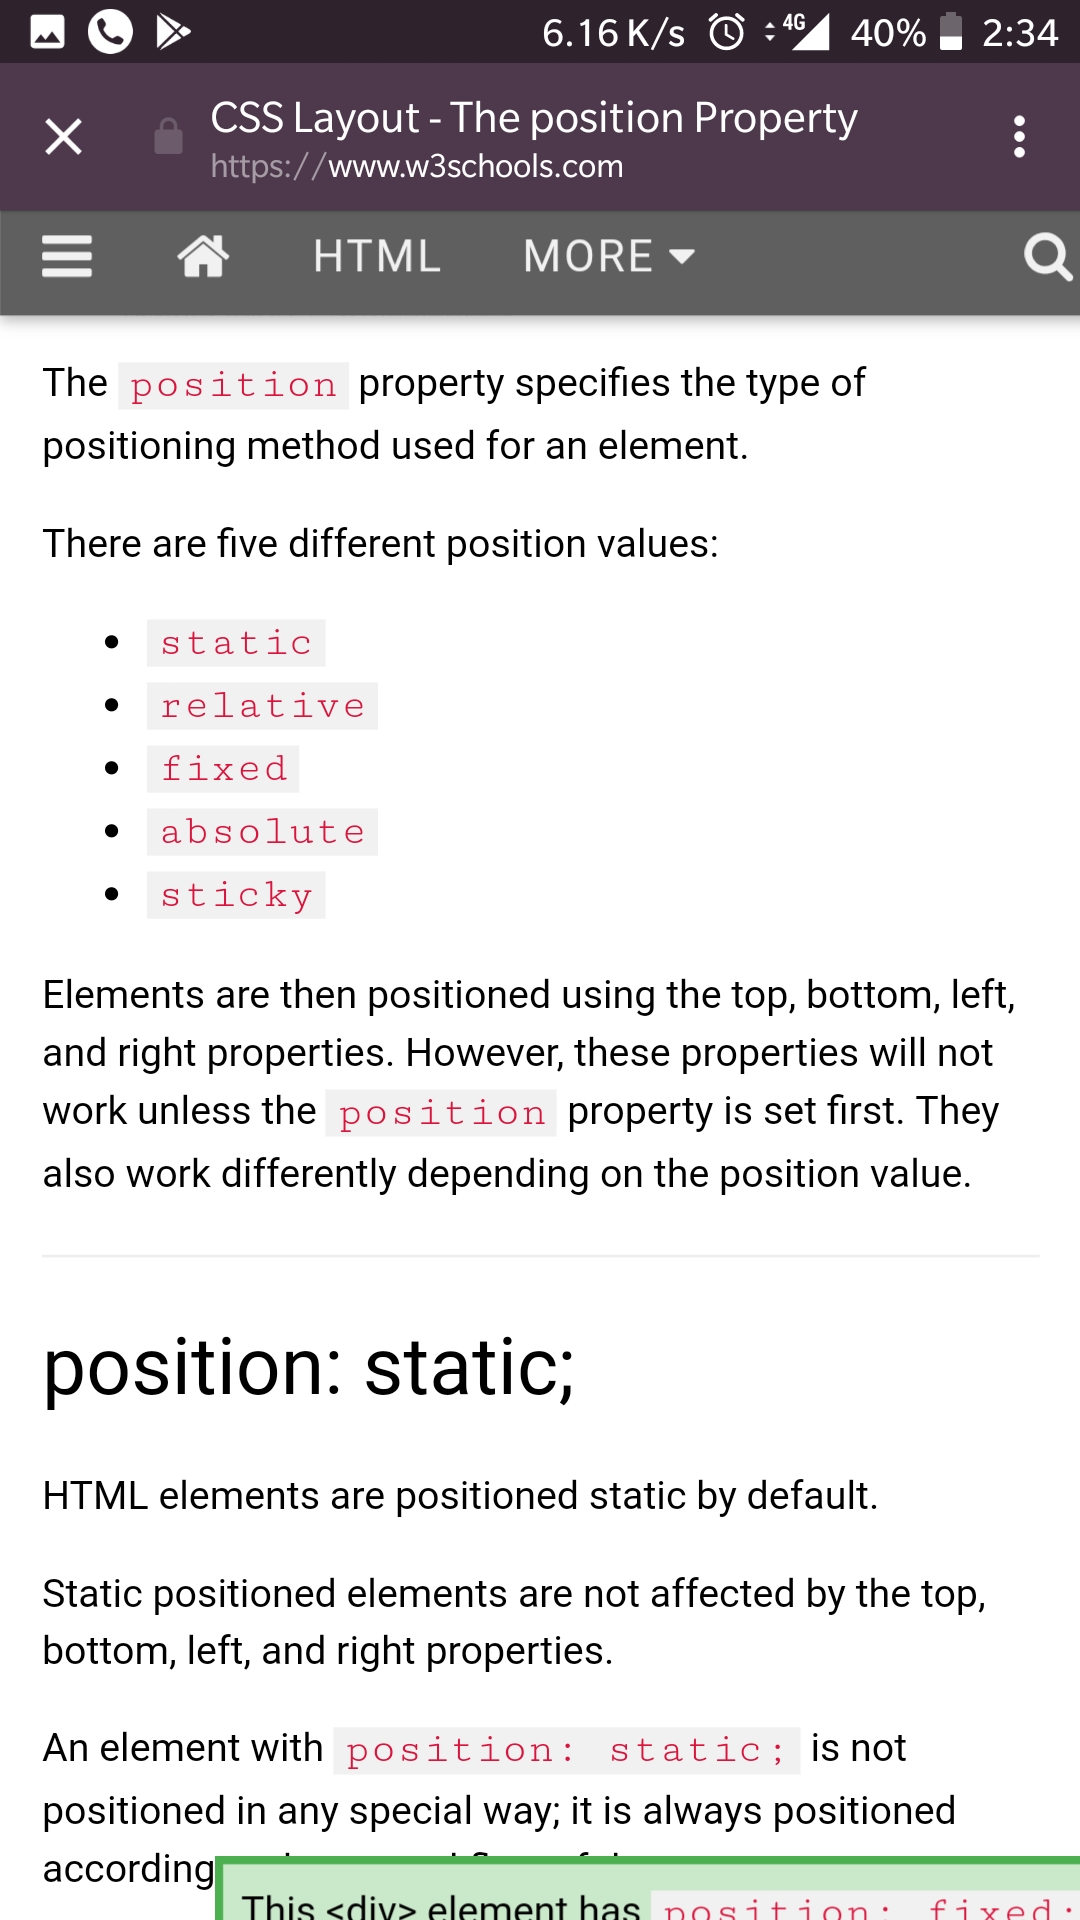 6.16 K/s 4G 40% 2:34
CSS Layout - The position Property
https://www.w3schools.com
HTML MORE
The position property specifies the type of
positioning method used for an element.
There are five different position values:
static
relative
fixed
absolute
sticky
Elements are then positioned using the top, bottom, left,
and right properties. However, these properties will not
work unless the position property is set first. They
also work differently depending on the position value.
position: static;
HTML elements are positioned static by default.
Static positioned elements are not affected by the top,
bottom, left, and right properties.
An element with position: static; is not
positioned in any special way; it is always positioned
according
This <div> element has position: fixed;